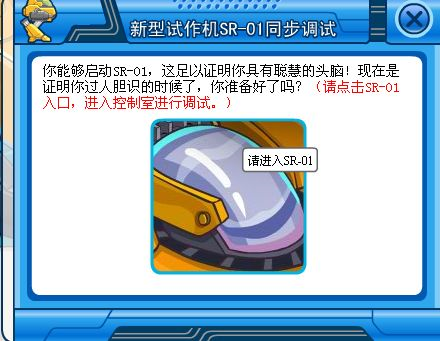 新型试作机SR-01同步调试
你能够启动SR-01，这足以证明你具有聪慧的头脑！现在是
证明你过人胆识的时候了，你准备好了吗？（请点击SR-01
入口，进入控制室进行调试。）
请进入SR-01